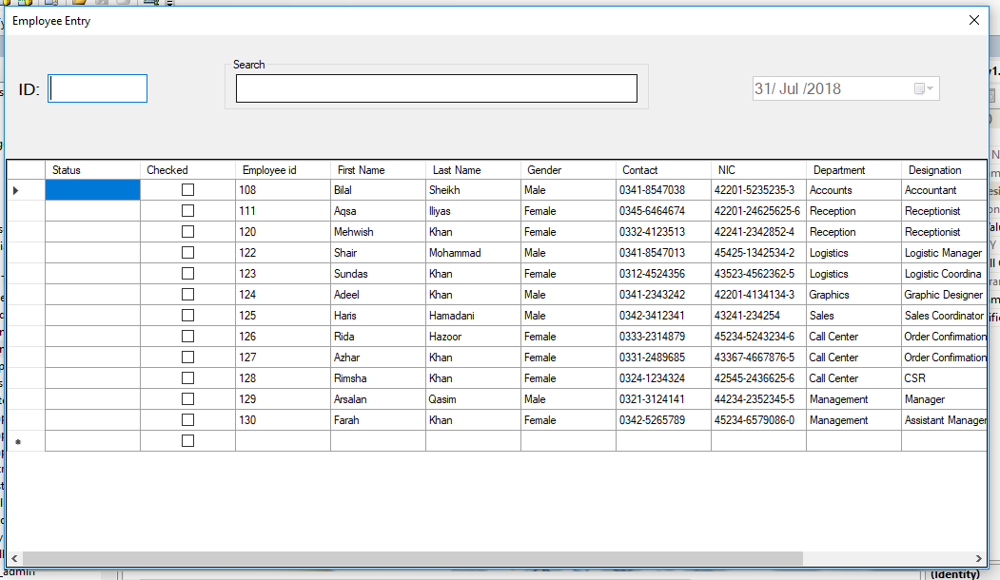 Employee Entry
Search
ID:
31/ Jul /2018
Status Checked Employee id First Name Last Name Gender Contact NIC Department Designation
108 Bilal Sheikh Male 0341-8547038 42201-5235235-3 Accounts Accountant
111 Aqsa Iliyas Female 0345-6464674 42201-24625625-6 Reception Receptionist
120 Mehwish Khan Female 0332-4123513 42241-2342852-4 Reception Receptionist
122 Shair Mohammad Male 0341-8547013 45425-1342534-2 Logistics Logistic Manager
123 Sundas Khan Female 0312-4524356 43523-4562362-5 Logistics Logistic Coordina
124 Adeel Khan Male 0341-2343242 42201-4134134-3 Graphics Graphic Designer
125 Haris Hamadani Male 0342-3412341 43241-234254 Sales Sales Coordinator
126 Rida Hazoor Female 0333-2314879 45234-5243234-6 Call Center Order Confimation
127 Azhar Khan Female 0331-2489685 43367-4667876-5 Call Center Order Confimation
128 Rimsha Khan Female 0324-1234324 42545-2436625-6 Call Center CSR
129 Arsalan Qasim Male 0321-3124141 44234-2352345-5 Management Manager
130 Farah Khan Female 0342-5265789 45234-6579086-0 Management Assistant Manager
_admin
(Identity)